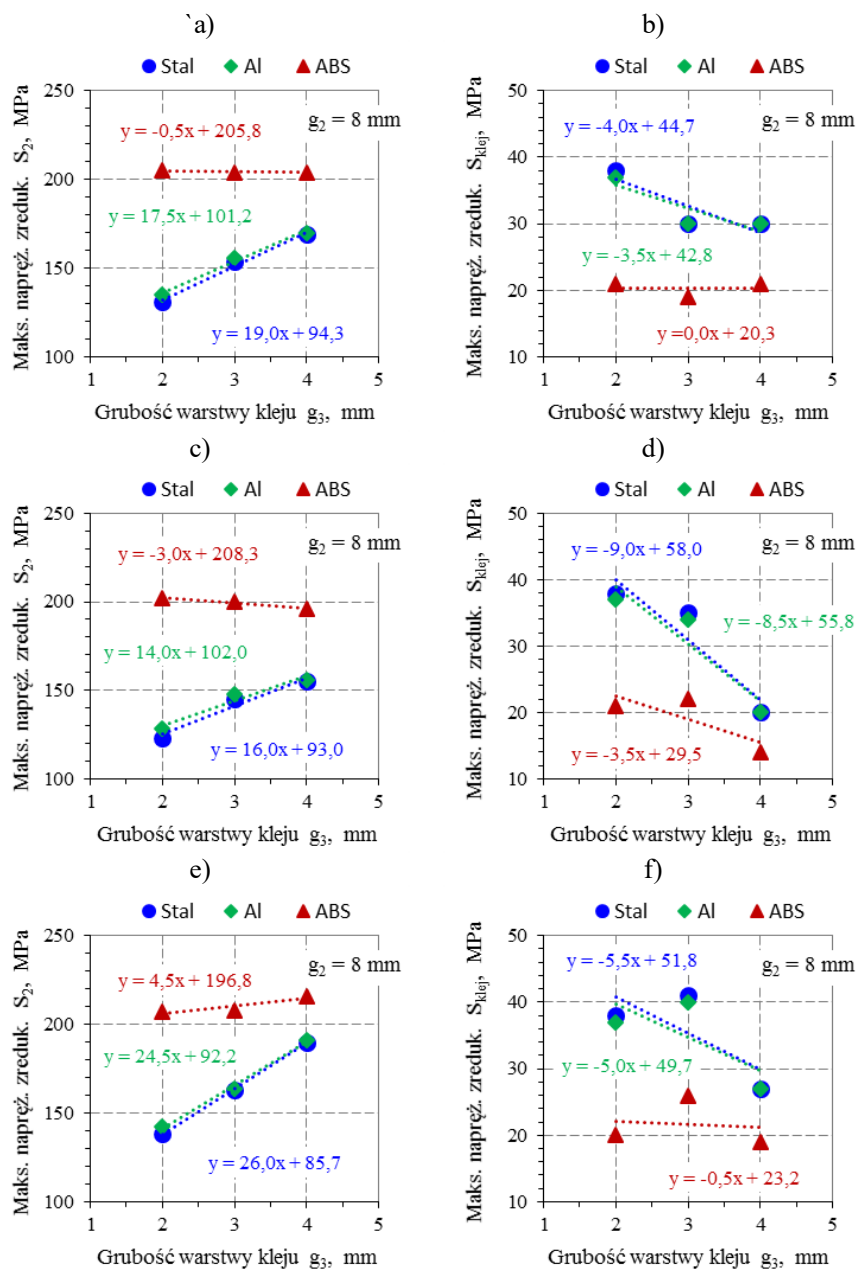 `a)
Stal Al ABS
Maks. napręż. zreduk. S2, MPa
250
200
150
100
g2 = 8 mm
y = -0,5x + 205,8
y = 17,5x + 101,2
y = 19,0x + 94,3
1 2 3 4 5
Grubość warstwy kleju g3, mm
b)
Stal Al ABS
Maks. napręż. zreduk. Sklej, MPa
50
40
30
20
10
g2 = 8 mm
y = -4,0x + 44,7
y = -3,5x + 42,8
y =0,0x + 20,3
1 2 3 4 5
Grubość warstwy kleju g3, mm
c)
Stal Al ABS
Maks. napręż. zreduk. S2, MPa
250
200
150
100
g2 = 8 mm
y = -3,0x + 208,3
y = 14,0x + 102,0
y = 16,0x + 93,0
1 2 3 4 5
Grubość warstwy kleju g3, mm
d)
Stal Al ABS
Maks. napręż. zreduk. Sklej, MPa
50
40
30
20
10
g2 = 8 mm
y = -9,0x + 58,0
y = -8,5x + 55,8
y = -3,5x + 29,5
1 2 3 4 5
Grubość warstwy kleju g3, mm
e)
Stal Al ABS
Maks. napręż. zreduk. S2, MPa
250
200
150
100
g2 = 8 mm
y = 4,5x + 196,8
y = 24,5x + 92,2
y = 26,0x + 85,7
1 2 3 4 5
Grubość warstwy kleju g3, mm
f)
Stal Al ABS
Maks. napręż. zreduk. Sklej, MPa
50
40
30
20
10
g2 = 8 mm
y = -5,5x + 51,8
y = -5,0x + 49,7
y = -0,5x + 23,2
1 2 3 4 5
Grubość warstwy kleju g3, mm